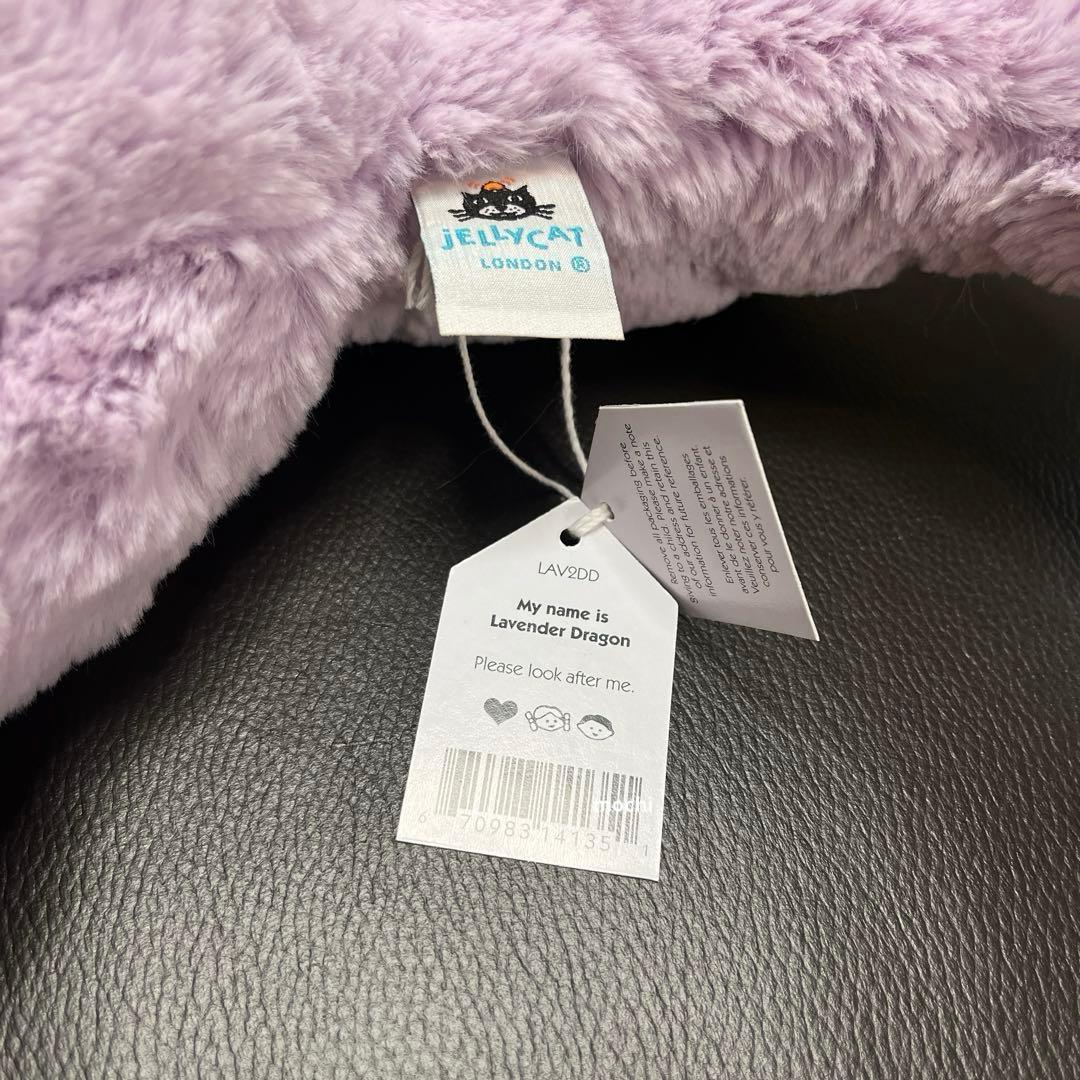 JELLYCAT
LONDON ®
Remove all packaging before
giving to a child. Please make this note
of our address and reference.
information for future reference.
Enlever tous les emballages
avant de le donner à un enfant.
Veuillez noter notre adresse et
conserver ces informations
pour vous y référer.
LAV2DD
My name is
Lavender Dragon
Please look after me.
mochi
6 70983 14135 1